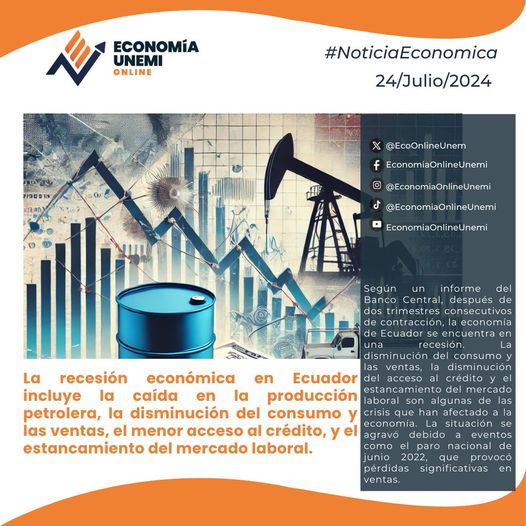 ECONOMÍA
UNEMI
ONLINE
#NoticiaEconomica
24/Julio/2024
@EcoOnlineUnem
EconomiaOnlineUnemi
@EconomiaOnlineUnemi
@EconomiaOnlineUnemi
EconomiaOnlineUnemi
Según un informe del
Banco Central, después de
dos trimestres consecutivos
de contracción, la economía
de Ecuador se encuentra en
una recesión. La
disminución del consumo y
las ventas, la disminución
del acceso al crédito y el
estancamiento del mercado
laboral son algunas de las
crisis que han afectado a la
economía. La situación se
agravó debido a eventos
como el paro nacional de
junio 2022, que provocó
pérdidas significativas en
ventas.
La recesión económica en Ecuador
incluye la caída en la producción
petrolera, la disminución del consumo y
las ventas, el menor acceso al crédito, y el
estancamiento del mercado laboral.